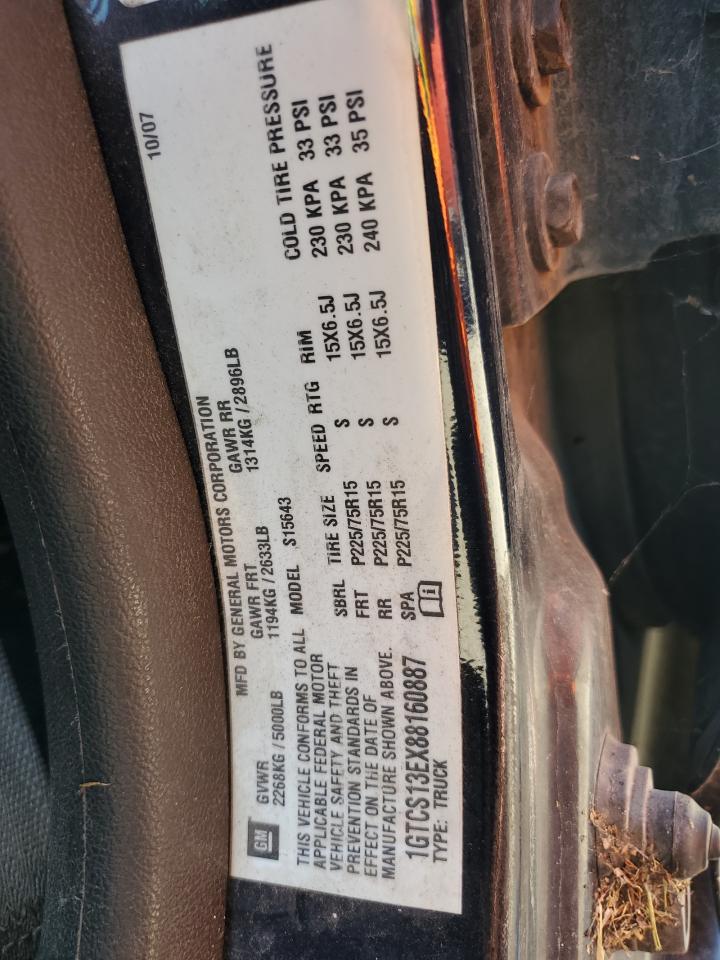 10/07
MFD BY GENERAL MOTORS CORPORATION
GM
GVWR GAWR FRT GAWR RR
2268KG / 5000LB 1194KG / 2633LB 1314KG / 2896LB
THIS VEHICLE CONFORMS TO ALL
APPLICABLE FEDERAL MOTOR
VEHICLE SAFETY AND THEFT
PREVENTION STANDARDS IN
EFFECT ON THE DATE OF
MANUFACTURE SHOWN ABOVE.
1GTCS13EX88160887
TYPE: TRUCK
MODEL S15643
COLD TIRE PRESSURE
SBRL TIRE SIZE SPEED RTG RIM
FRT P225/75R15 S 15X6.5J 230 KPA 33 PSI
RR P225/75R15 S 15X6.5J 230 KPA 33 PSI
SPA P225/75R15 S 15X6.5J 240 KPA 35 PSI